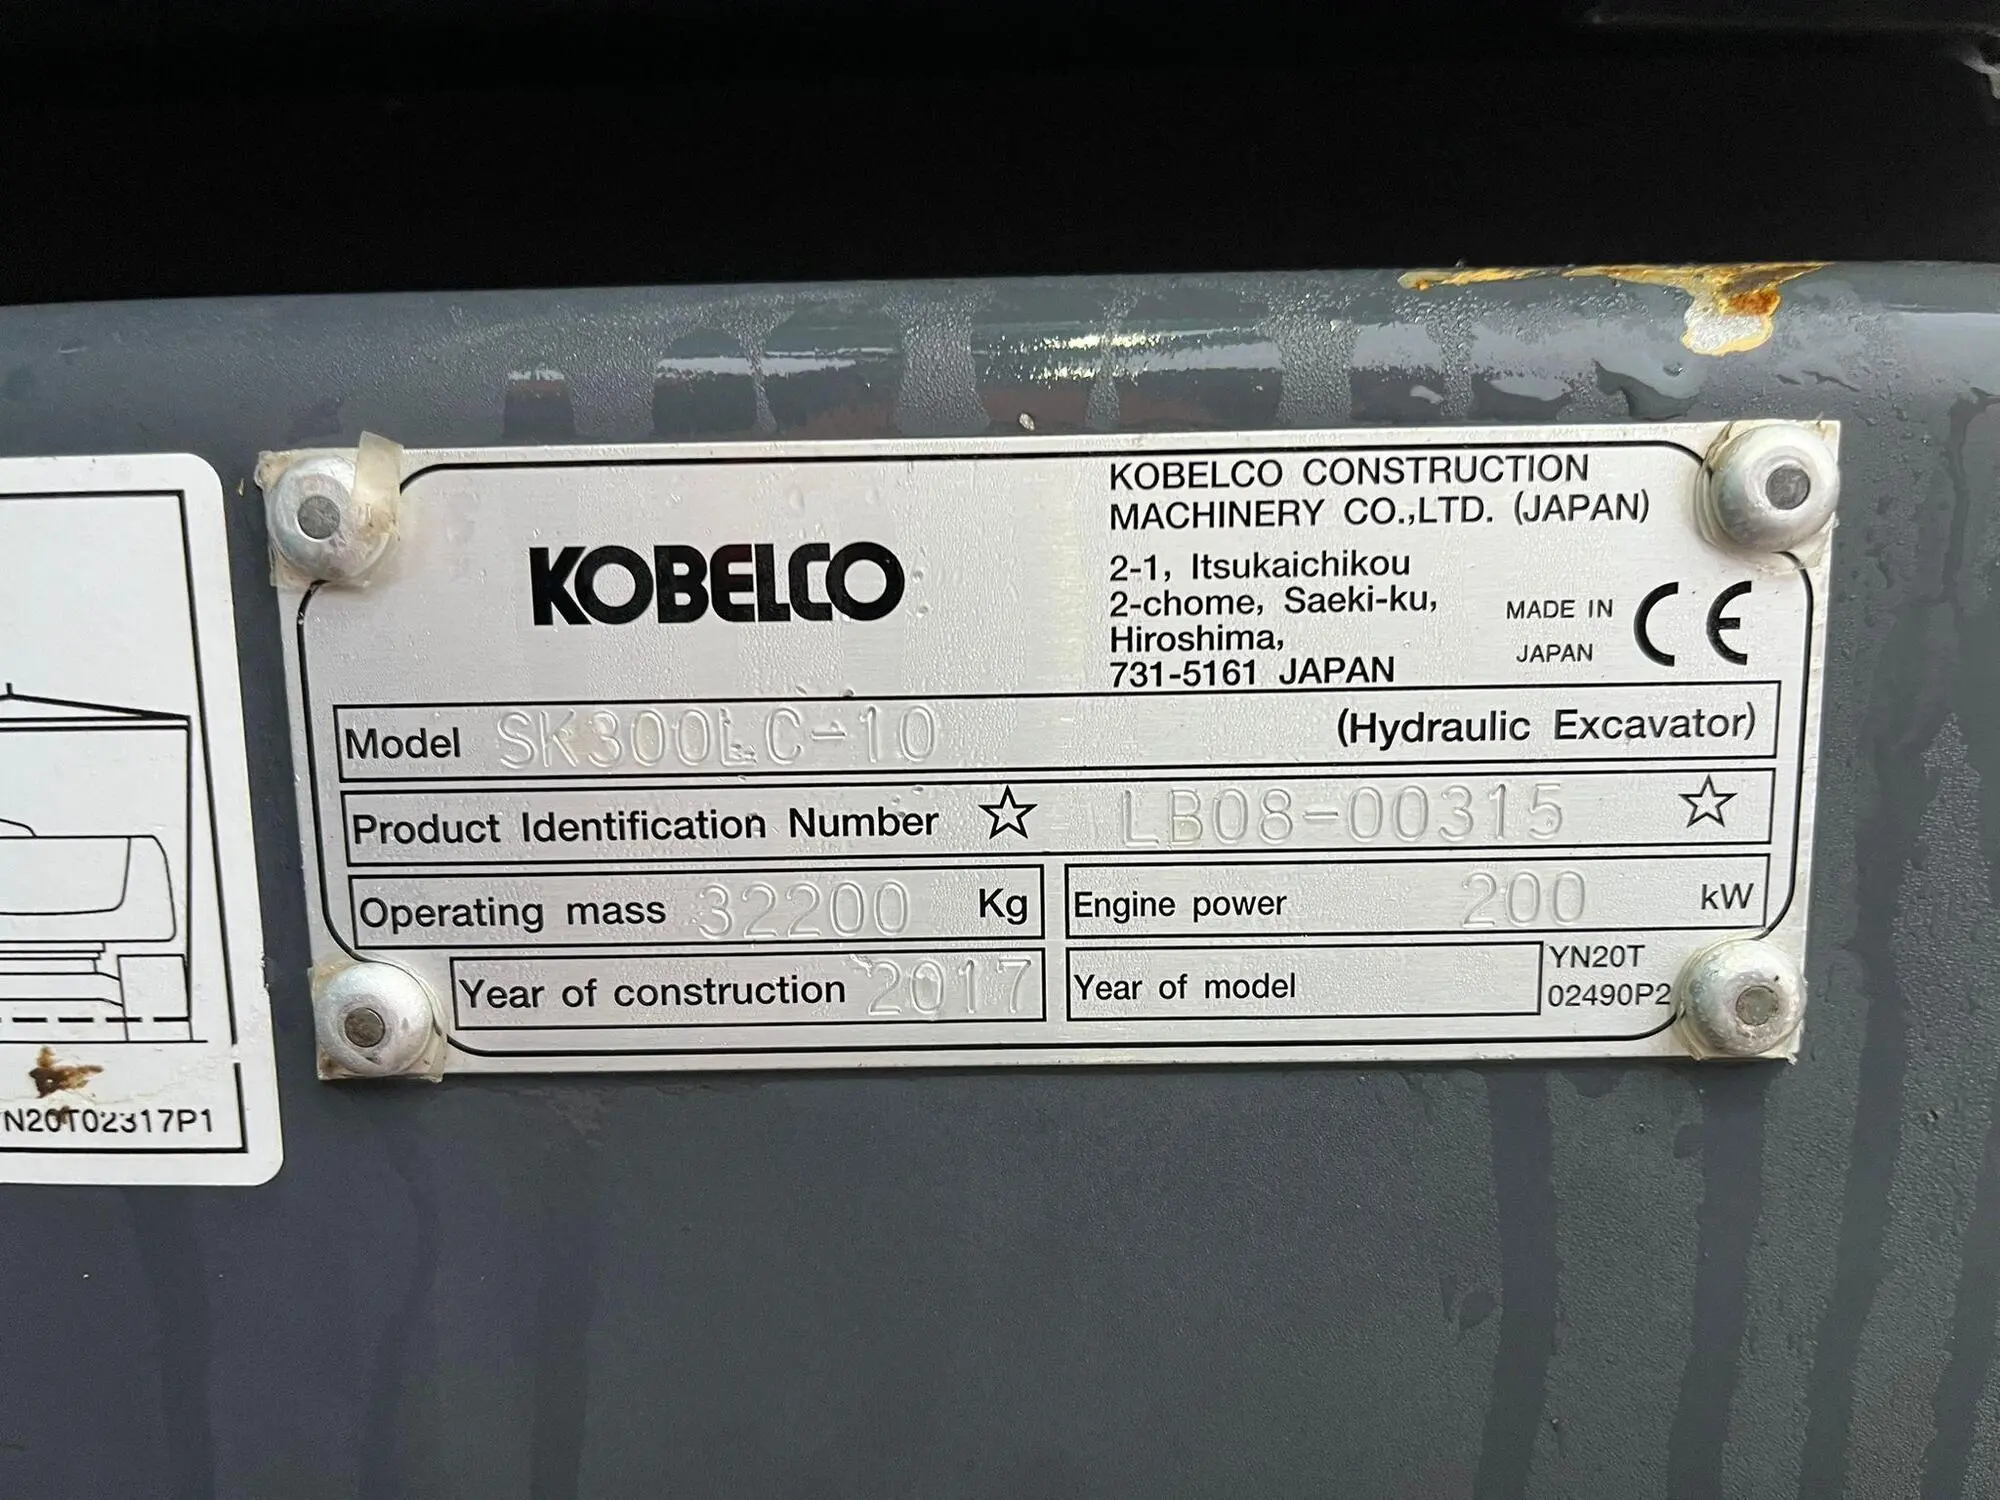 KOBELCO
KOBELCO CONSTRUCTION
MACHINERY CO.,LTD. (JAPAN)
2-1, Itsukaichikou
2-chome, Saeki-ku,
Hiroshima,
731-5161 JAPAN
MADE IN
JAPAN
CE
Model SK300LC-10 (Hydraulic Excavator)
Product Identification Number ☆ LB08-00315 ☆
Operating mass 32200 Kg
Engine power 200 kW
Year of construction 2017
Year of model
YN20T
02490P2
N20T02317P1